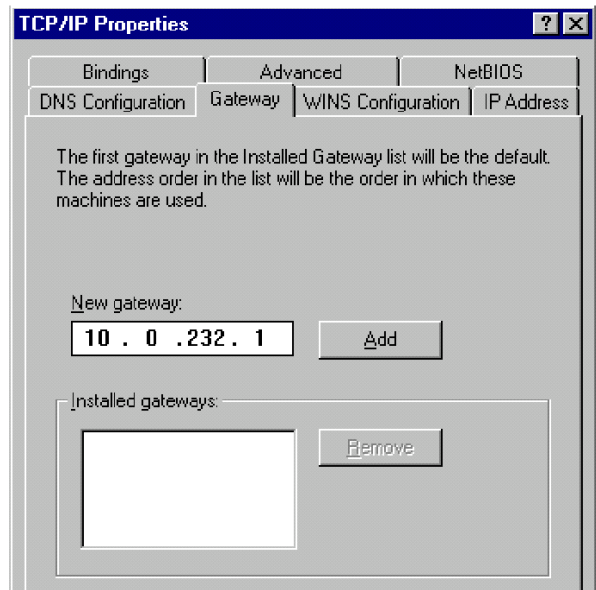 TCP/IP Properties
Bindings Advanced NetBIOS
DNS Configuration Gateway WINS Configuration IP Address
The first gateway in the Installed Gateway list will be the default.
The address order in the list will be the order in which these
machines are used.
New gateway:
10 . 0 .232 . 1 Add
Installed gateways:
Remove